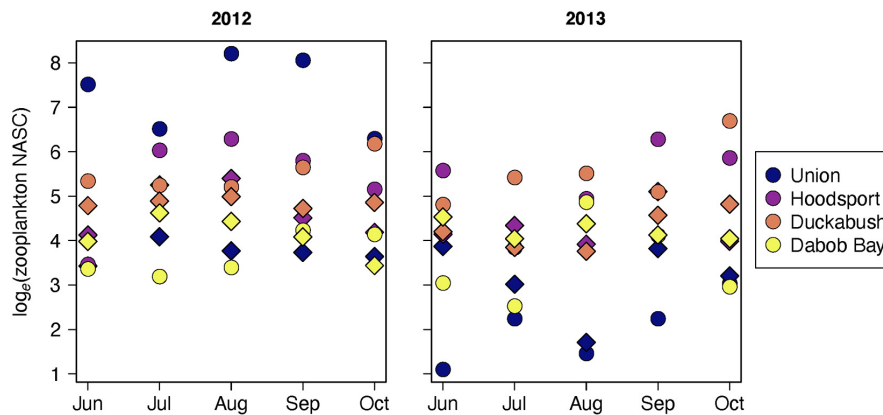 2012
2013
log_e(zooplankton NASC)
8
7
6
5
4
3
2
1
Jun
Jul
Aug
Sep
Oct
Jun
Jul
Aug
Sep
Oct
Union
Hoodsport
Duckabush
Dabob Bay